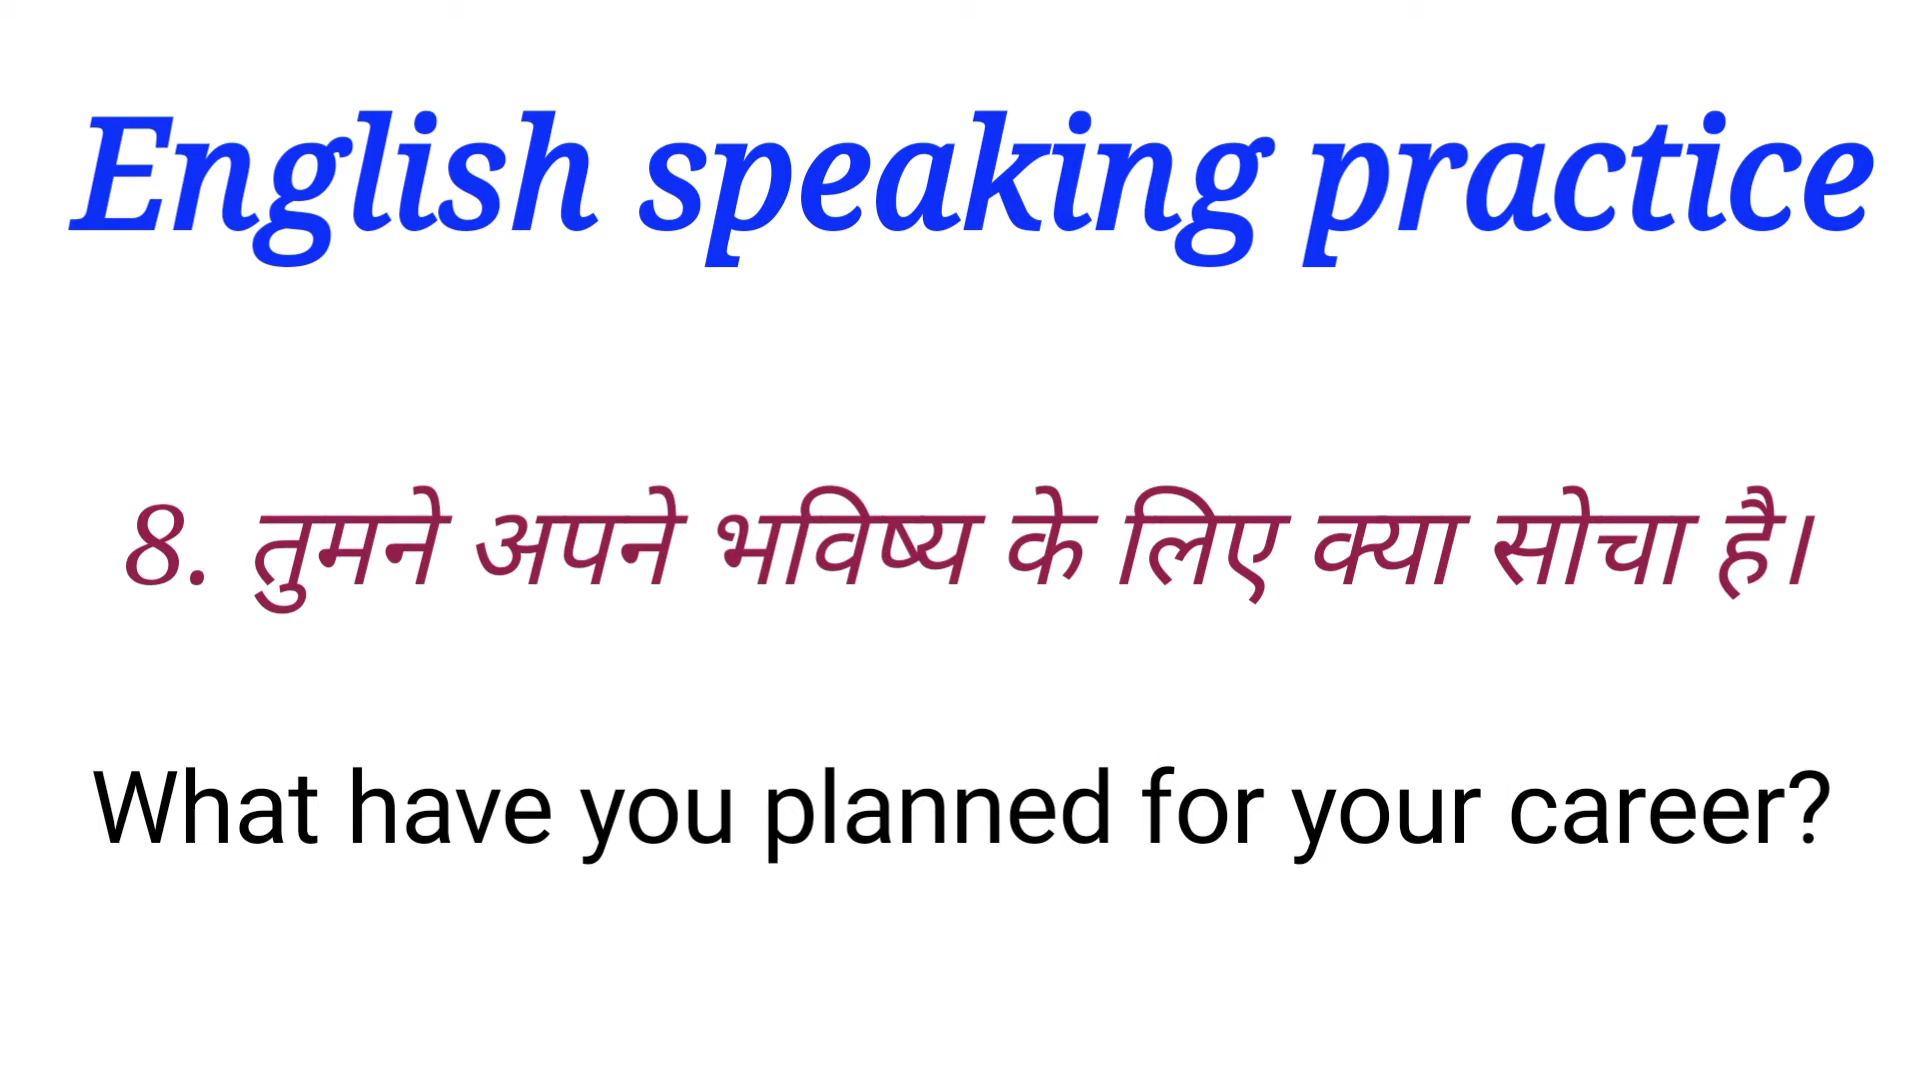 English speaking practice
8. तुमने अपने भविष्य के लिए क्या सोचा है।
What have you planned for your career?